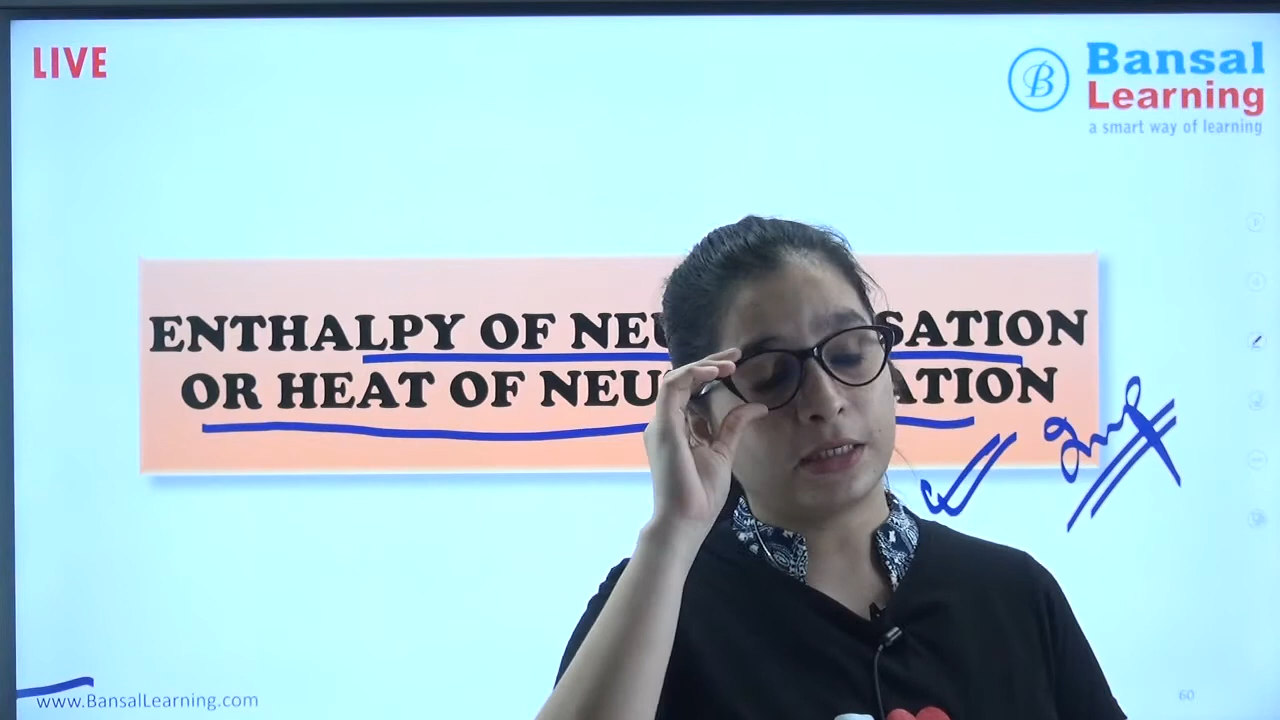 LIVE
Bansal
Learning
a smart way of learning
ENTHALPY OF NEU SATION
OR HEAT OF NEU ATION
Imp
www.BansalLearning.com
60